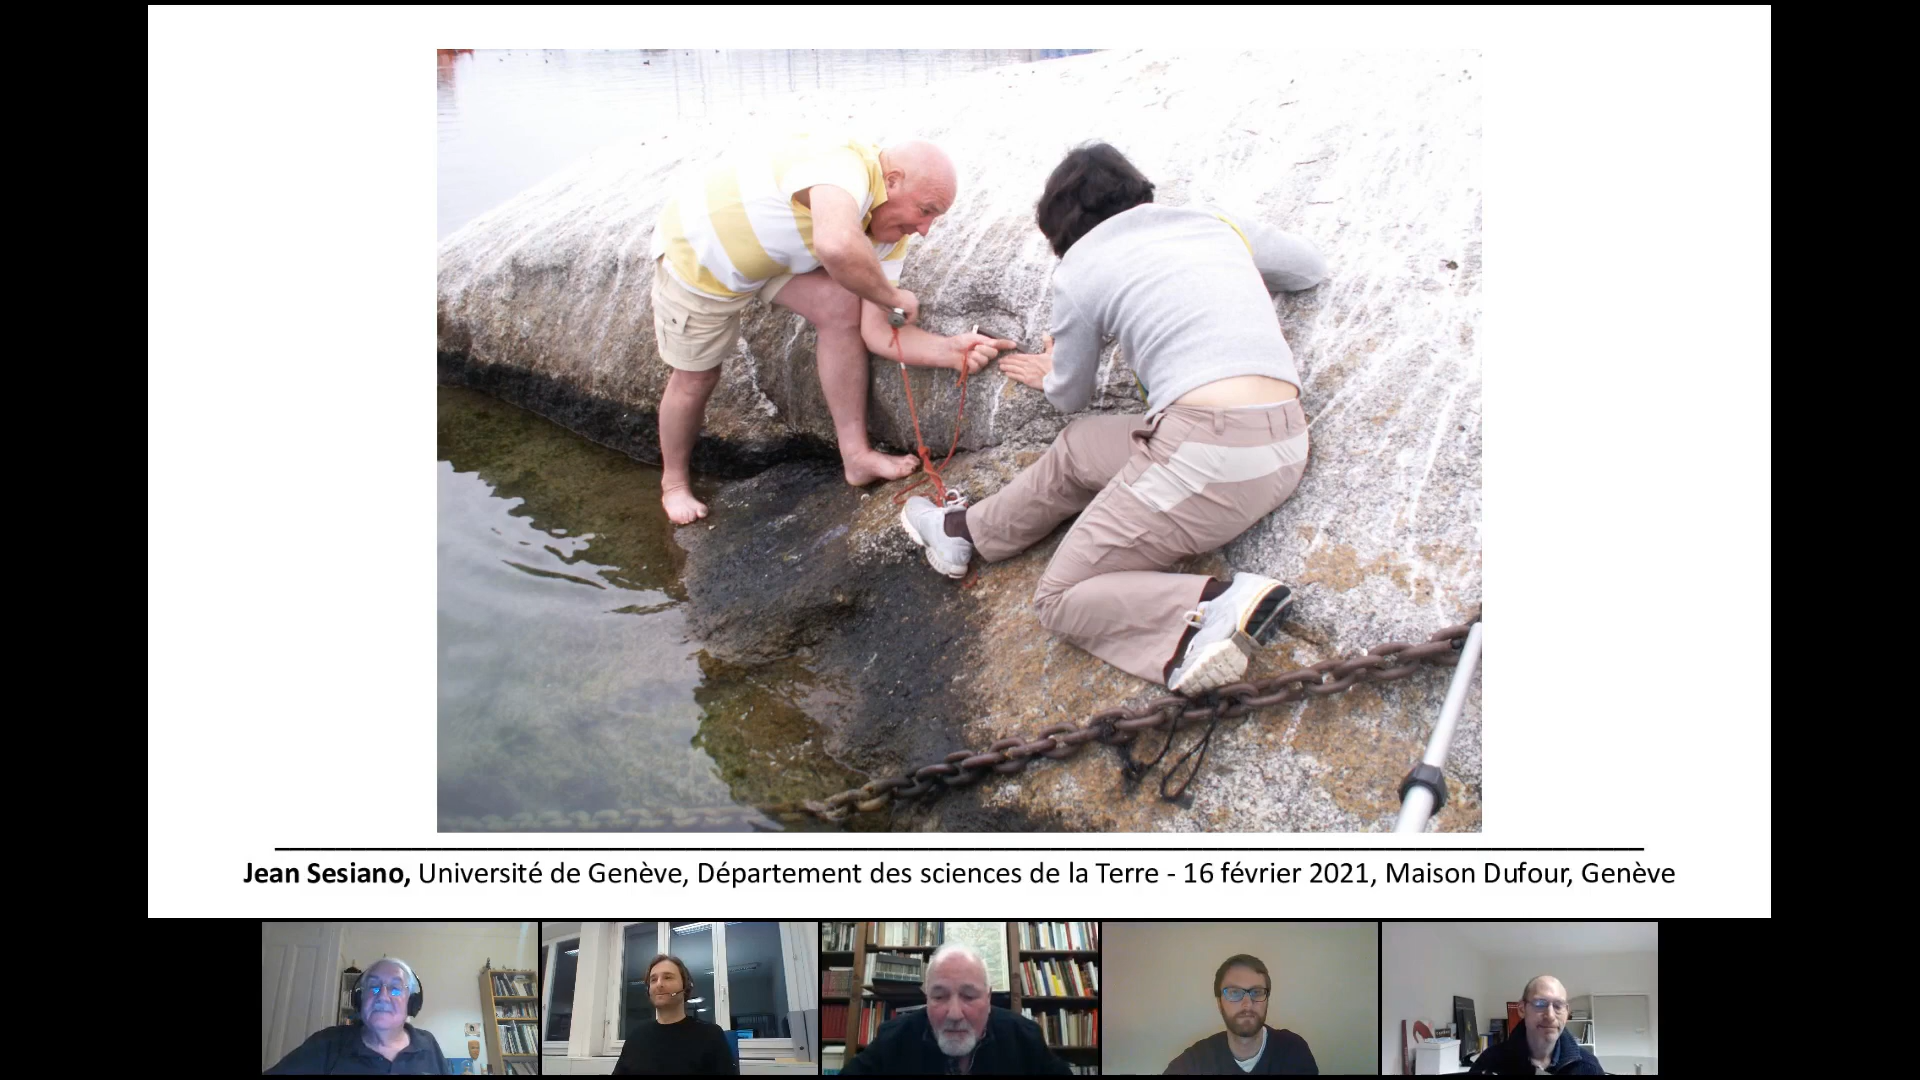 Jean Sesiano, Université de Genève, Département des sciences de la Terre - 16 février 2021, Maison Dufour, Genève